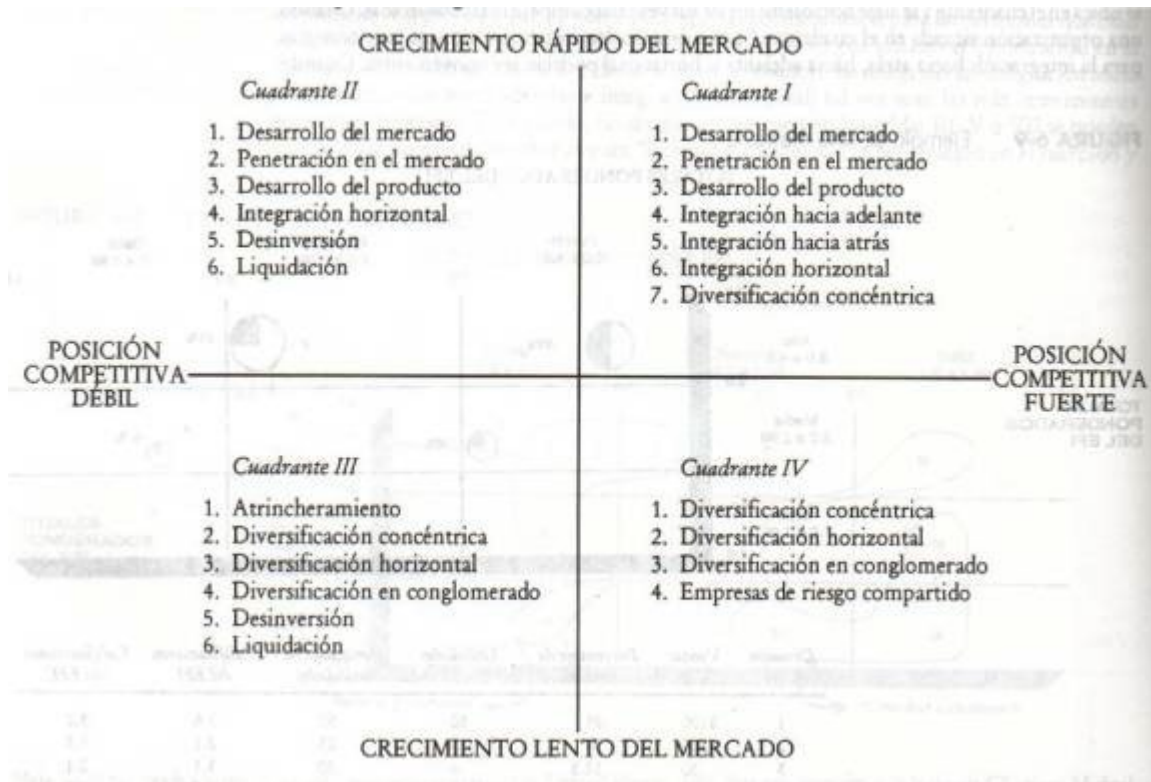 CRECIMIENTO RÁPIDO DEL MERCADO
Cuadrante II
1. Desarrollo del mercado
2. Penetración en el mercado
3. Desarrollo del producto
4. Integración horizontal
5. Desinversión
6. Liquidación
Cuadrante I
1. Desarrollo del mercado
2. Penetración en el mercado
3. Desarrollo del producto
4. Integración hacia adelante
5. Integración hacia atrás
6. Integración horizontal
7. Diversificación concéntrica
POSICIÓN
COMPETITIVA
DÉBIL
POSICIÓN
COMPETITIVA
FUERTE
Cuadrante III
1. Atrincheramiento
2. Diversificación concéntrica
3. Diversificación horizontal
4. Diversificación en conglomerado
5. Desinversión
6. Liquidación
Cuadrante IV
1. Diversificación concéntrica
2. Diversificación horizontal
3. Diversificación en conglomerado
4. Empresas de riesgo compartido
CRECIMIENTO LENTO DEL MERCADO